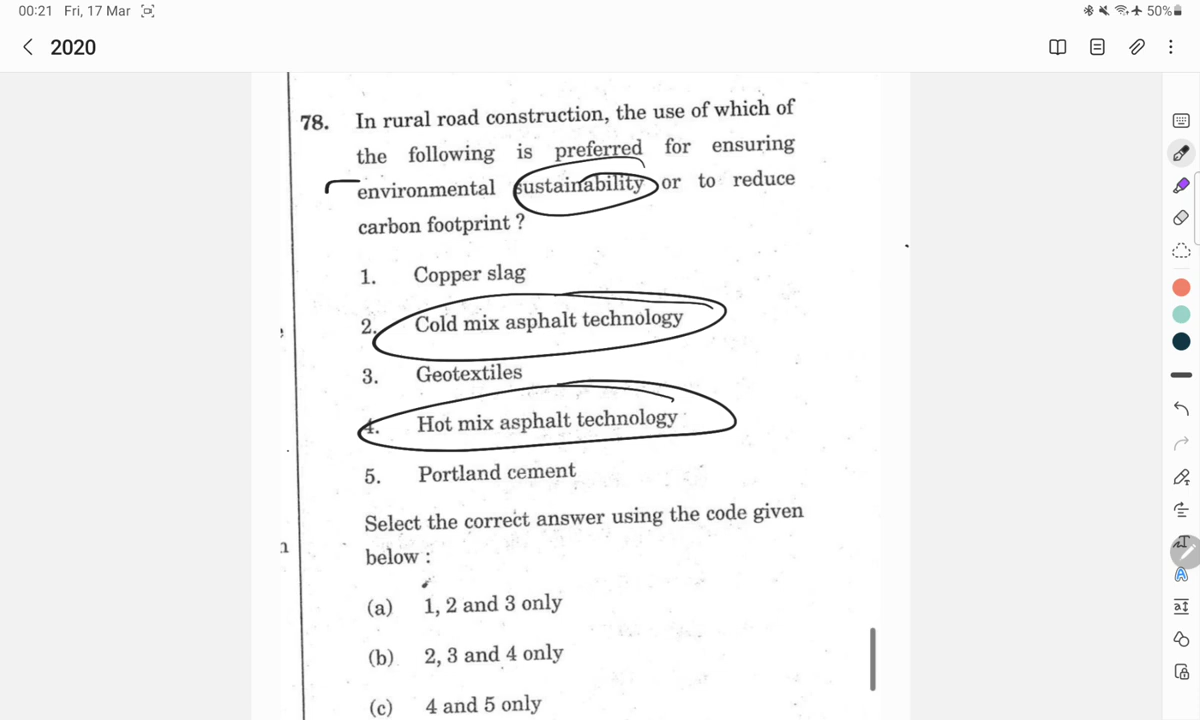 00:21 Fri, 17 Mar
50%
2020
78. In rural road construction, the use of which of
the following is preferred for ensuring
environmental sustainability or to reduce
carbon footprint ?
1. Copper slag
2. Cold mix asphalt technology
3. Geotextiles
4. Hot mix asphalt technology
5. Portland cement
Select the correct answer using the code given
below :
(a) 1, 2 and 3 only
(b) 2, 3 and 4 only
(c) 4 and 5 only